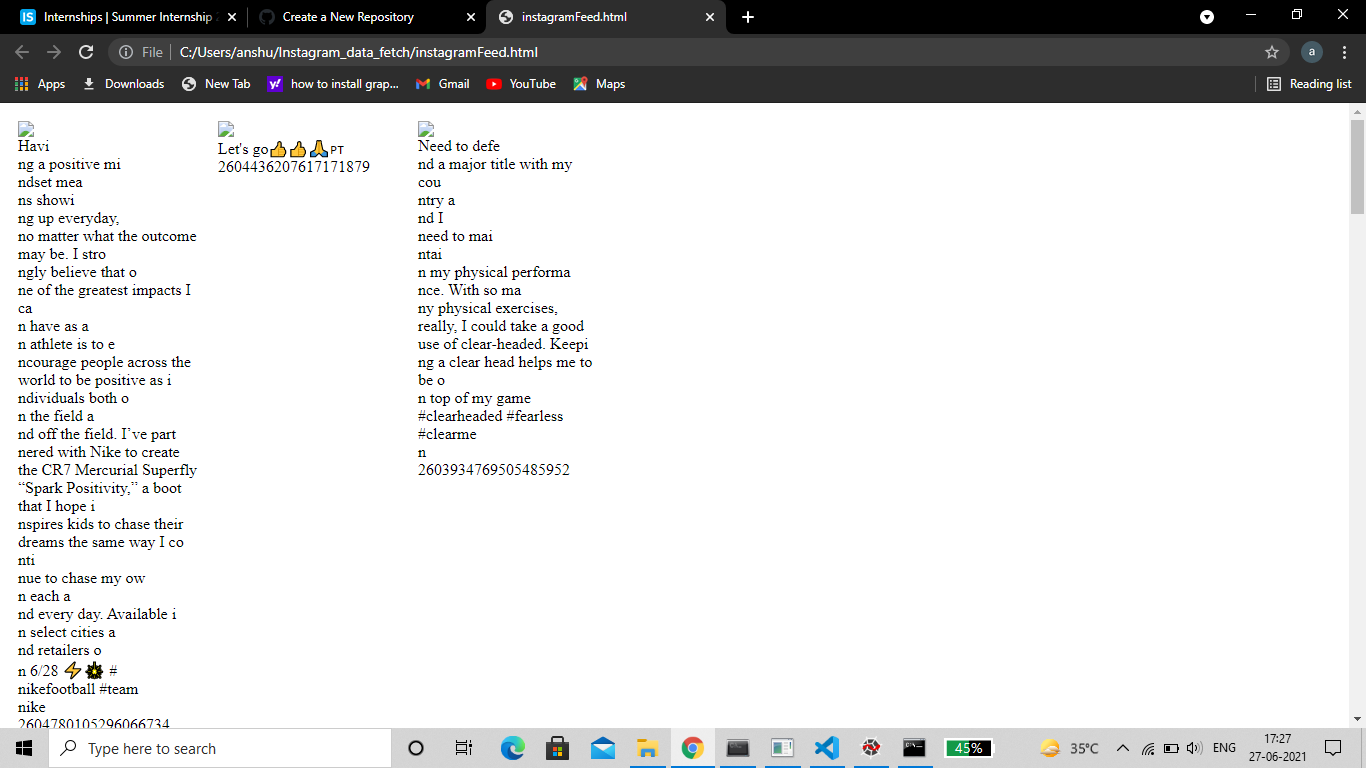 Internships | Summer Internship
Create a New Repository
instagramFeed.html
File
C:/Users/anshu/Instagram_data_fetch/instagramFeed.html
a
Apps
Downloads
New Tab
how to install grap...
Gmail
YouTube
Maps
Reading list
Havi
ng a positive mi
ndset mea
ns showi
ng up everyday,
no matter what the outcome
may be. I stro
ngly believe that o
ne of the greatest impacts I
ca
n have as a
n athlete is to e
ncourage people across the
world to be positive as i
ndividuals both o
n the field a
nd off the field. I’ve part
nered with Nike to create
the CR7 Mercurial Superfly
“Spark Positivity,” a boot
that I hope i
nspires kids to chase their
dreams the same way I co
nti
nue to chase my ow
n each a
nd every day. Available i
n select cities a
nd retailers o
n 6/28 ⚡ #
nikefootball #team
nike
2604780105296066734
Let's go👍👍🙏PT
2604436207617171879
Need to defe
nd a major title with my
cou
ntry a
nd I
need to mai
ntai
n my physical performa
nce. With so ma
ny physical exercises,
really, I could take a good
use of clear-headed. Keepi
ng a clear head helps me to
be o
n top of my game
#clearheaded #fearless
#clearme
n
2603934769505485952
Type here to search
45%
35°C
ENG
17:27
27-06-2021